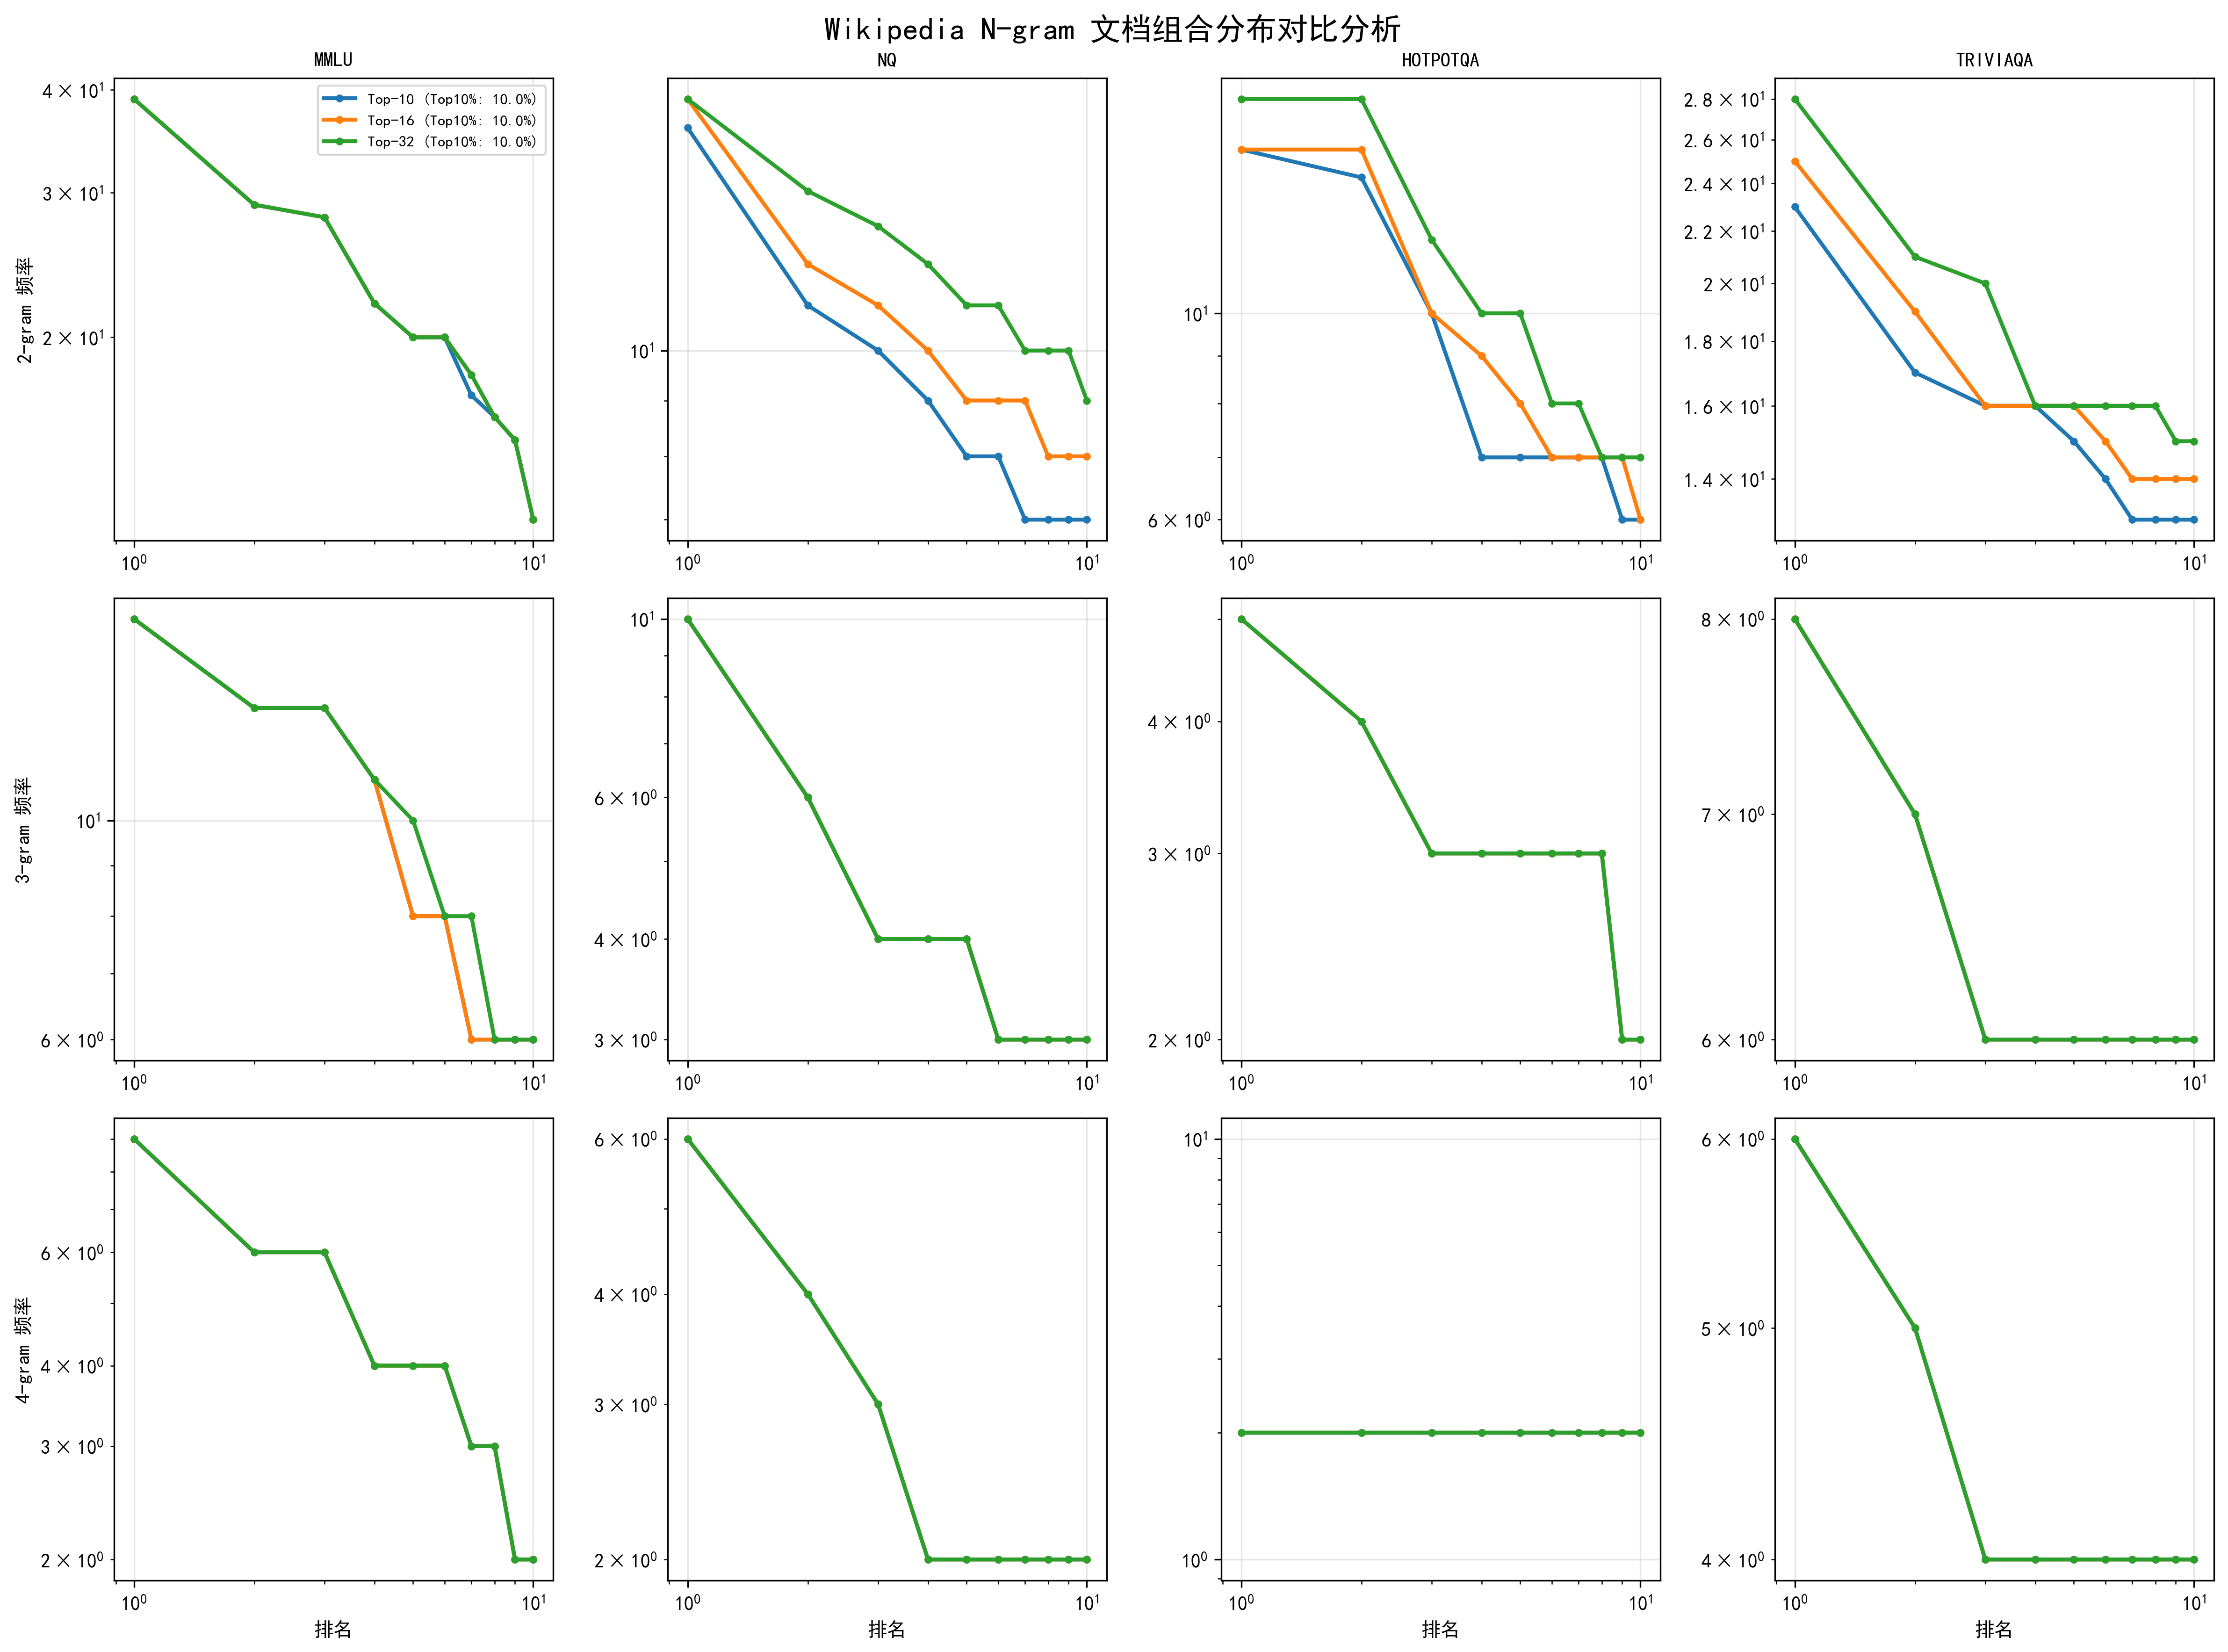 Wikipedia N-gram 文档组合分布对比分析
MMLU
NQ
HOTPOTQA
TRIVIAQA
2-gram 频率
4 × 10¹
3 × 10¹
2 × 10¹
Top-10 (Top10%: 10.0%)
Top-16 (Top10%: 10.0%)
Top-32 (Top10%: 10.0%)
10⁰ 10¹
10¹
10⁰ 10¹
10¹
6 × 10⁰
10⁰ 10¹
2.8 × 10¹
2.6 × 10¹
2.4 × 10¹
2.2 × 10¹
2 × 10¹
1.8 × 10¹
1.6 × 10¹
1.4 × 10¹
10⁰ 10¹
3-gram 频率
10¹
6 × 10⁰
10⁰ 10¹
10¹
6 × 10⁰
4 × 10⁰
3 × 10⁰
10⁰ 10¹
4 × 10⁰
3 × 10⁰
2 × 10⁰
10⁰ 10¹
8 × 10⁰
7 × 10⁰
6 × 10⁰
10⁰ 10¹
4-gram 频率
6 × 10⁰
4 × 10⁰
3 × 10⁰
2 × 10⁰
10⁰ 10¹
排名
6 × 10⁰
4 × 10⁰
3 × 10⁰
2 × 10⁰
10⁰ 10¹
排名
10¹
10⁰
10⁰ 10¹
排名
6 × 10⁰
5 × 10⁰
4 × 10⁰
10⁰ 10¹
排名